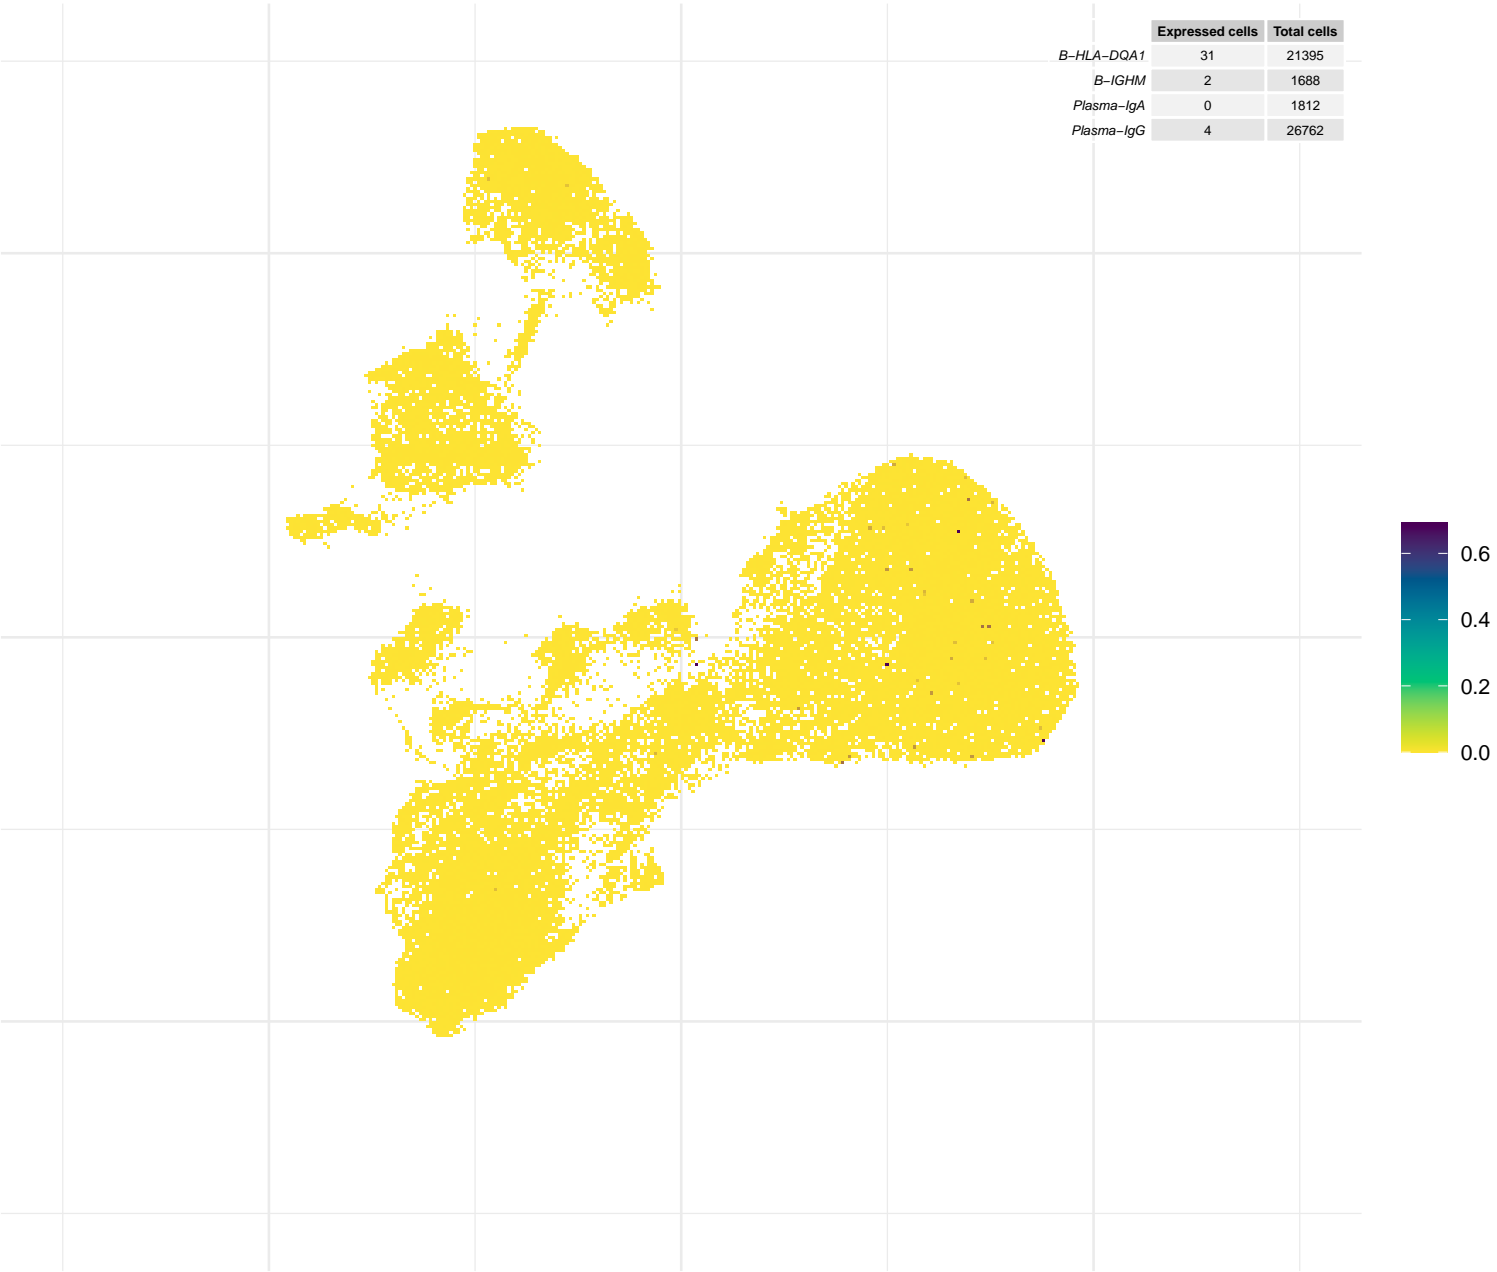 Expressed cells Total cells
B−HLA−DQA1 31 21395
B−IGHM 2 1688
Plasma−IgA 0 1812
Plasma−IgG 4 26762
0.6
0.4
0.2
0.0